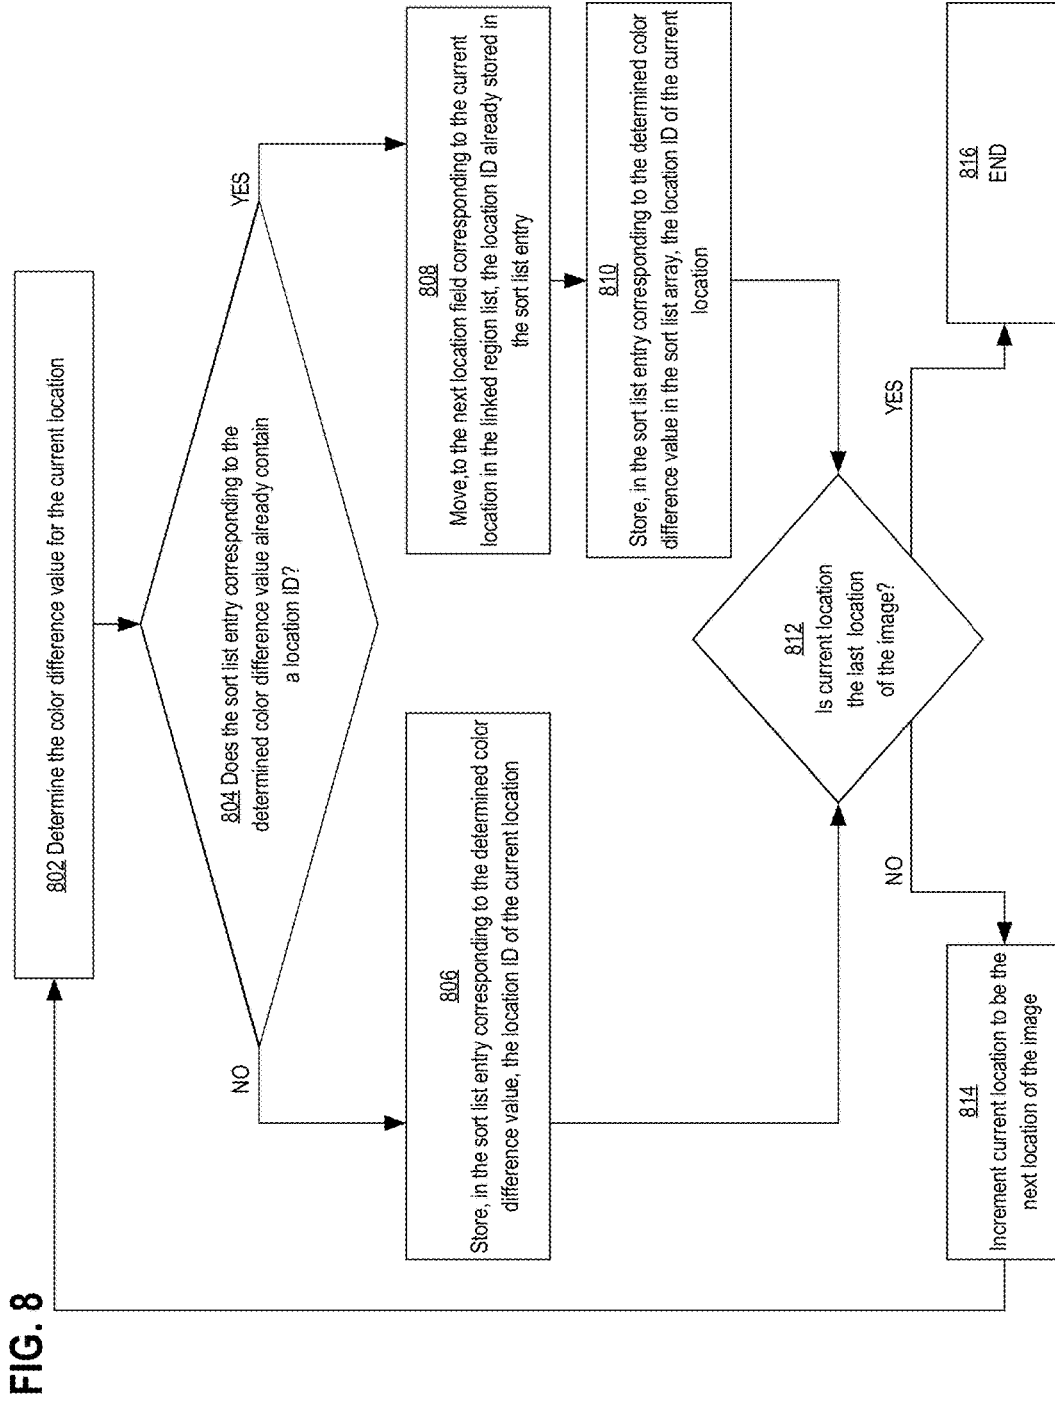 FIG. 8
802 Determine the color difference value for the current location
804 Does the sort list entry corresponding to the
determined color difference value already contain
a location ID?
NO
YES
806
Store, in the sort list entry corresponding to the determined color
difference value, the location ID of the current location
808
Move,to the next location field corresponding to the current
location in the linked region list, the location ID already stored in
the sort list entry
810
Store, in the sort list entry corresponding to the determined color
difference value in the sort list array, the location ID of the current
location
812
Is current location
the last location
of the image?
NO
YES
814
Increment current location to be the
next location of the image
816
END